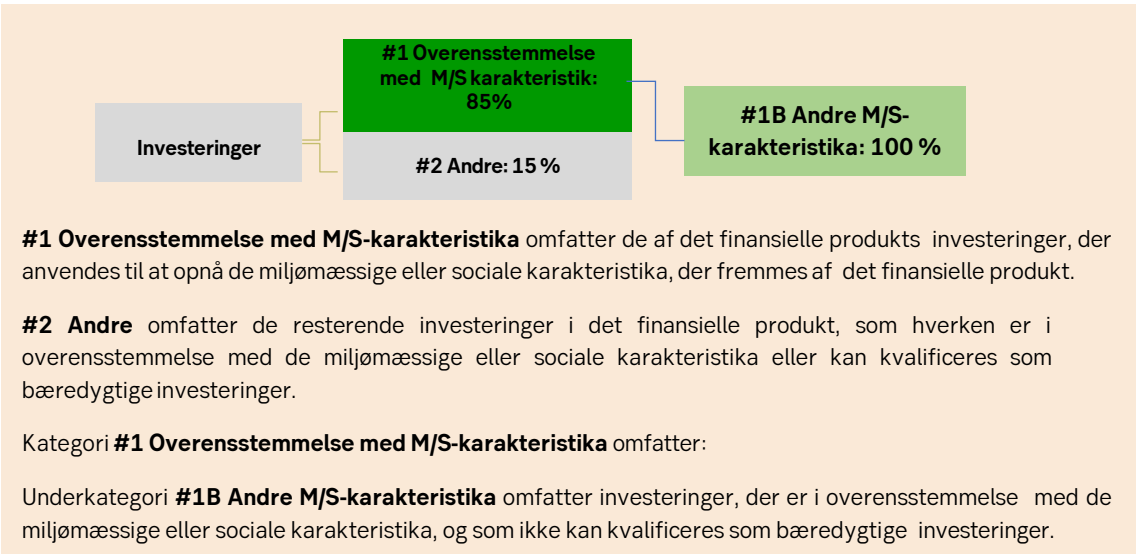 #1 Overensstemmelse
med M/S karakteristik:
85%
Investeringer
#2 Andre: 15 %
#1B Andre M/S-
karakteristika: 100 %
#1 Overensstemmelse med M/S-karakteristika omfatter de af det finansielle produkts investeringer, der
anvendes til at opnå de miljømæssige eller sociale karakteristika, der fremmes af det finansielle produkt.
#2 Andre omfatter de resterende investeringer i det finansielle produkt, som hverken er i
overensstemmelse med de miljømæssige eller sociale karakteristika eller kan kvalificeres som
bæredygtige investeringer.
Kategori #1 Overensstemmelse med M/S-karakteristika omfatter:
Underkategori #1B Andre M/S-karakteristika omfatter investeringer, der er i overensstemmelse med de
miljømæssige eller sociale karakteristika, og som ikke kan kvalificeres som bæredygtige investeringer.